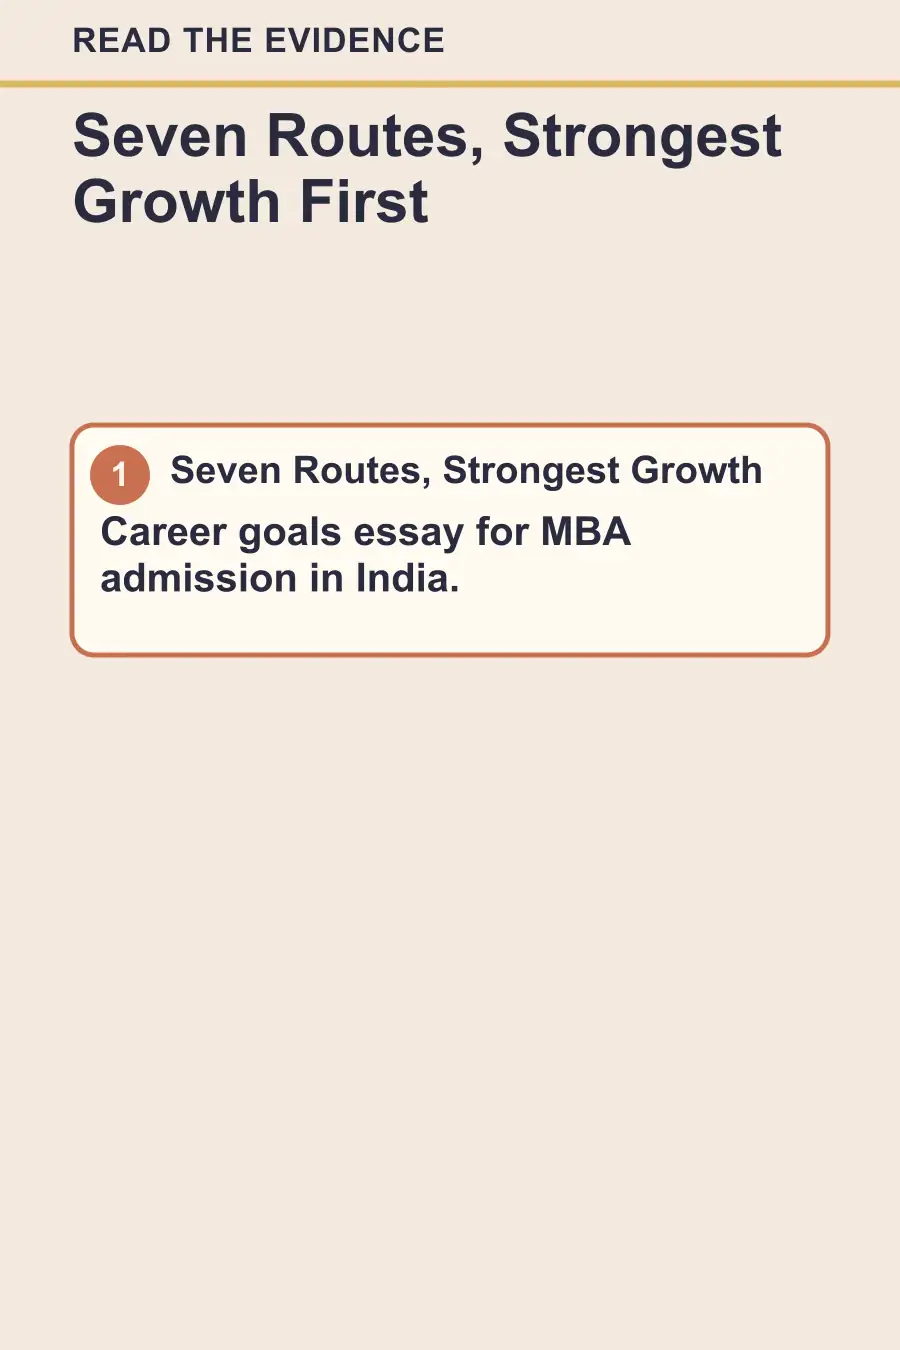 READ THE EVIDENCE
Seven Routes, Strongest
Growth First
1 Seven Routes, Strongest Growth
Career goals essay for MBA
admission in India.